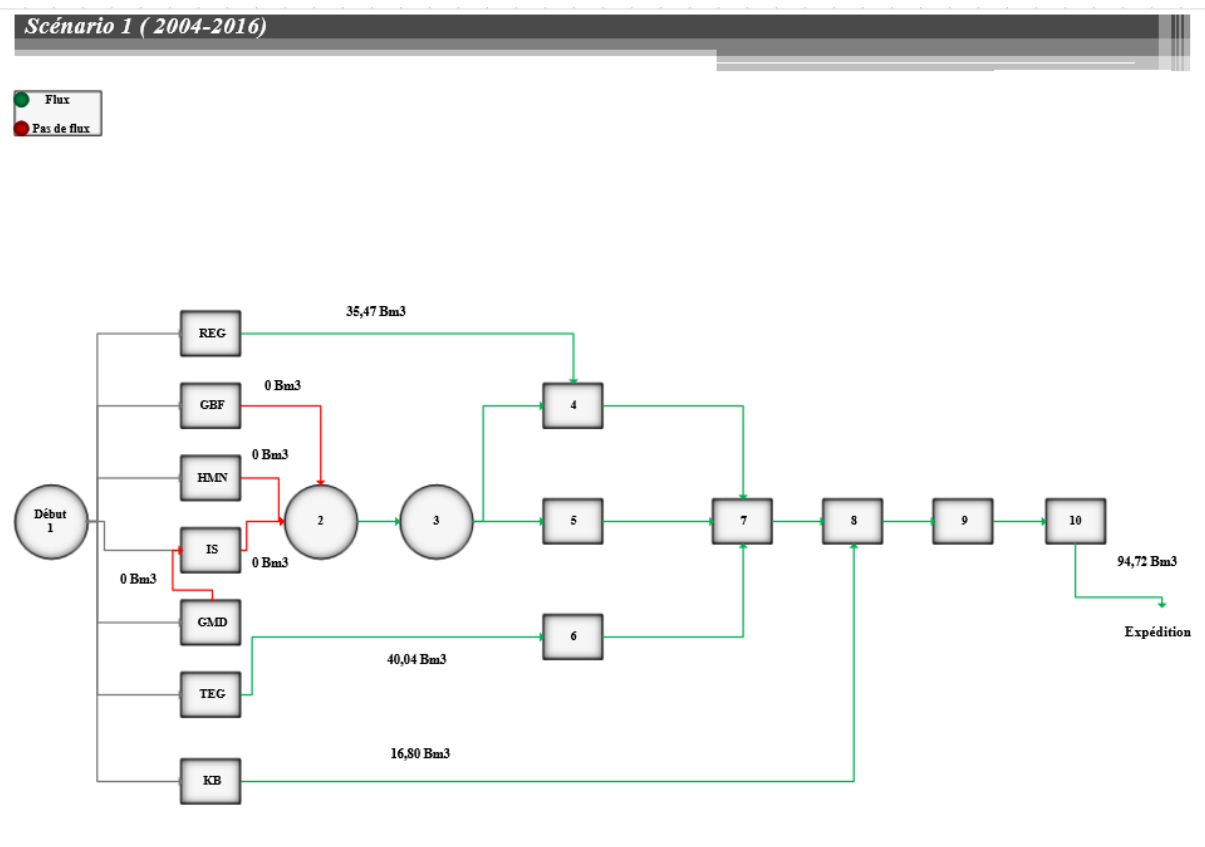 Scénario 1 ( 2004-2016)
Flux
Pas de flux
35,47 Bm3
REG
0 Bm3
GBF
4
0 Bm3
HMN
Début
1
2
3
5
7
8
9
10
IS
0 Bm3
94,72 Bm3
0 Bm3
GMD
6
Expédition
40,04 Bm3
TEG
16,80 Bm3
KB